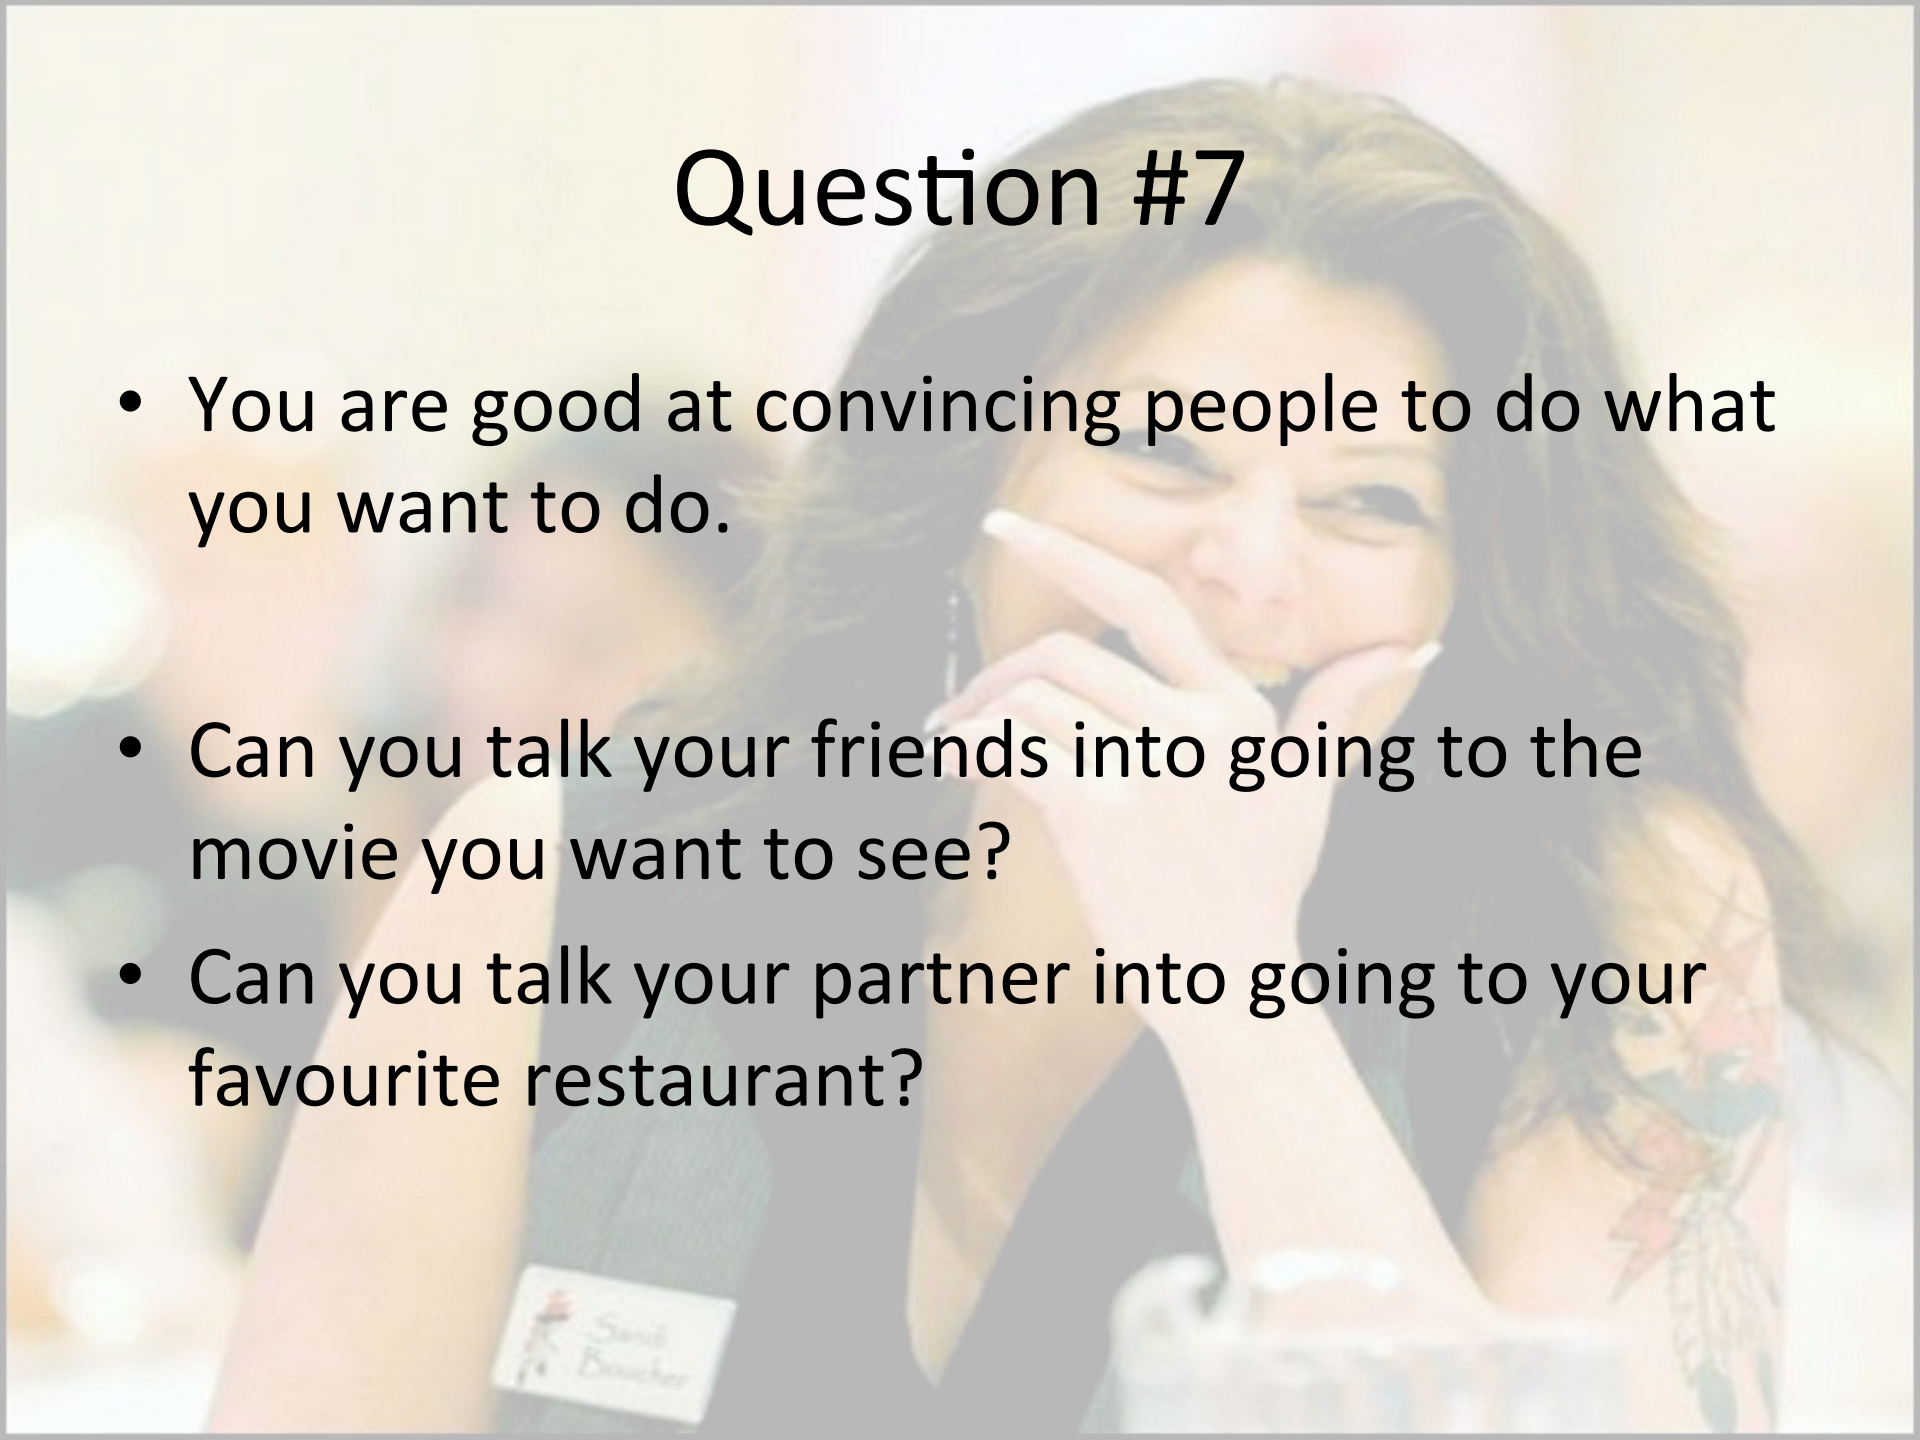 Question #7
• You are good at convincing people to do what
you want to do.
• Can you talk your friends into going to the
movie you want to see?
• Can you talk your partner into going to your
favourite restaurant?
Boucher